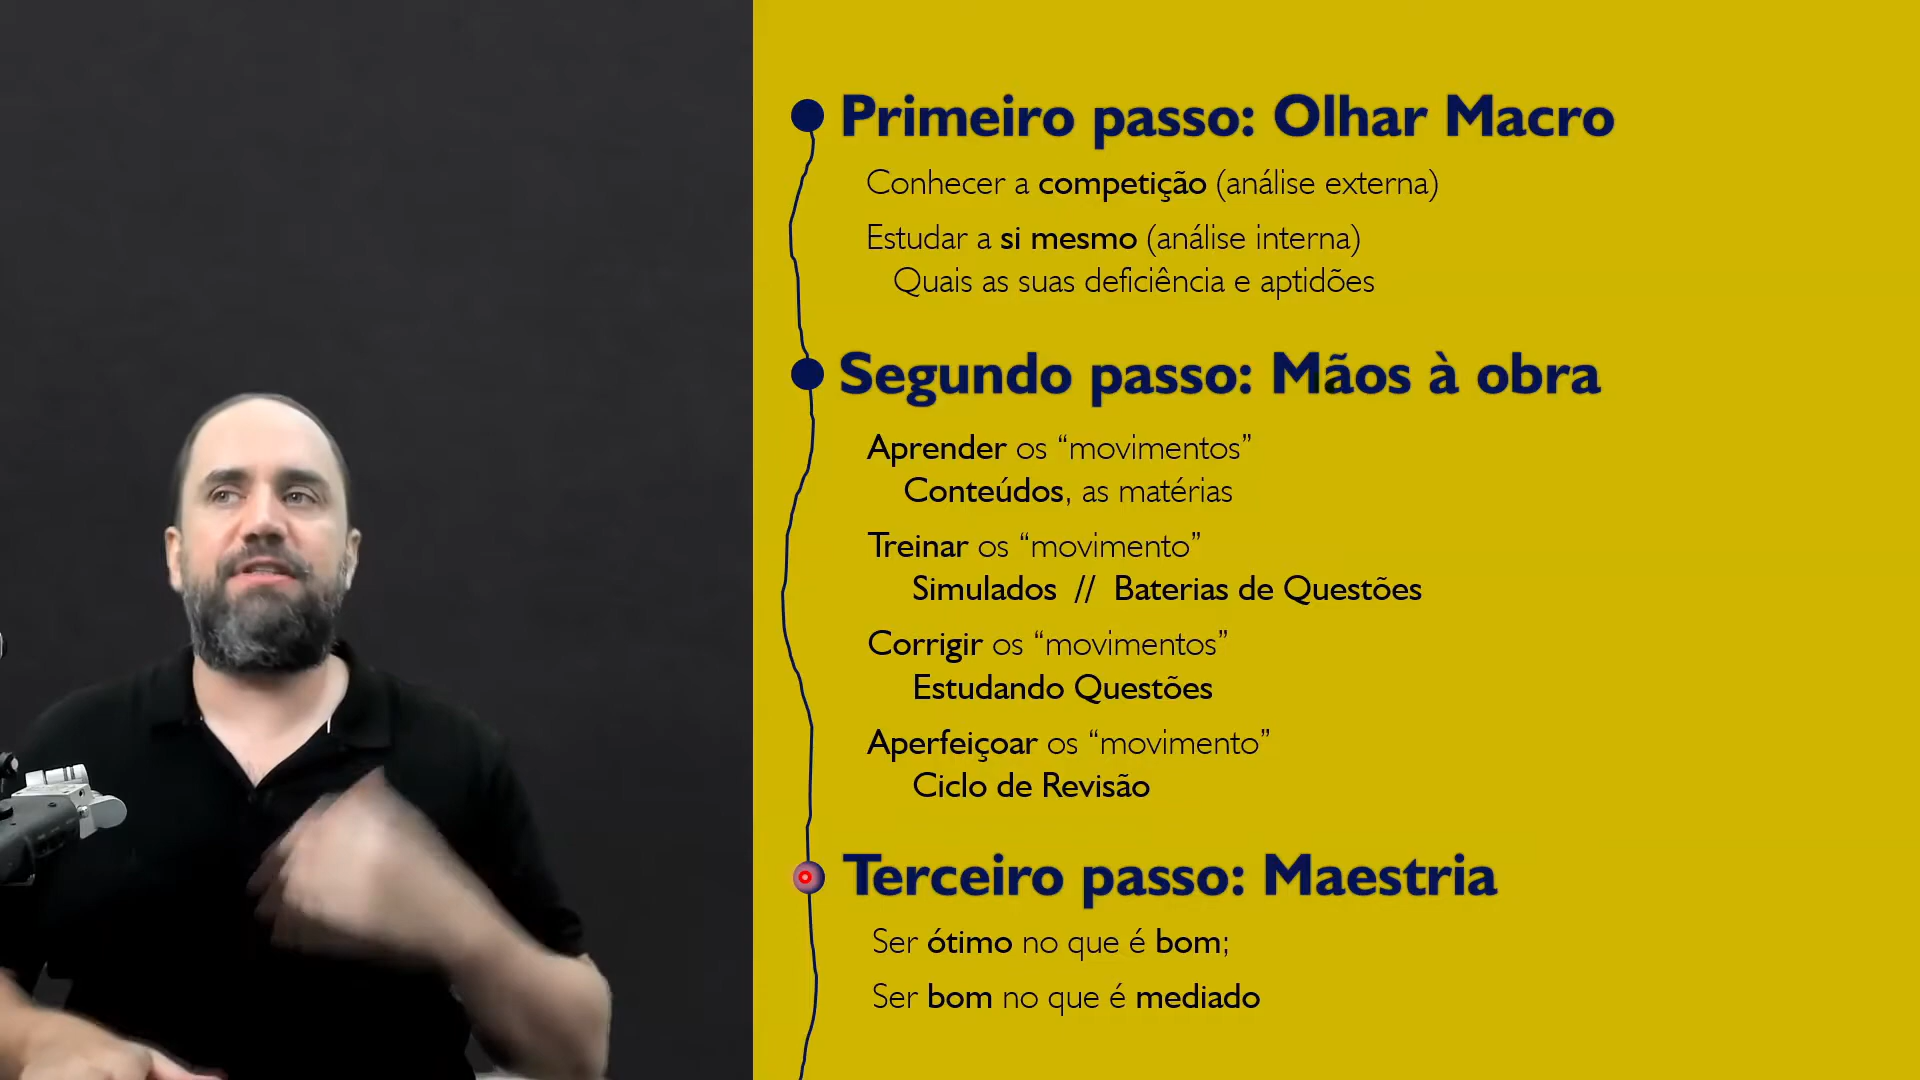 Primeiro passo: Olhar Macro
Conhecer a competição (análise externa)
Estudar a si mesmo (análise interna)
Quais as suas deficiência e aptidões
Segundo passo: Mãos à obra
Aprender os “movimentos”
Conteúdos, as matérias
Treinar os “movimento”
Simulados // Baterias de Questões
Corrigir os “movimentos”
Estudando Questões
Aperfeiçoar os “movimento”
Ciclo de Revisão
Terceiro passo: Maestria
Ser ótimo no que é bom;
Ser bom no que é mediado